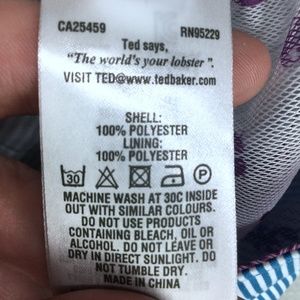 CA25459 RN95229
Ted says,
"The world's your lobster".
VISIT TED@www.tedbaker.com
SHELL:
100% POLYESTER
LINING:
100% POLYESTER
30 P
MACHINE WASH AT 30C INSIDE
OUT WITH SIMILAR COLOURS.
DO NOT USE PRODUCTS
CONTAINING BLEACH, OIL OR
ALCOHOL. DO NOT LEAVE OR
DRY IN DIRECT SUNLIGHT. DO
NOT TUMBLE DRY.
MADE IN CHINA